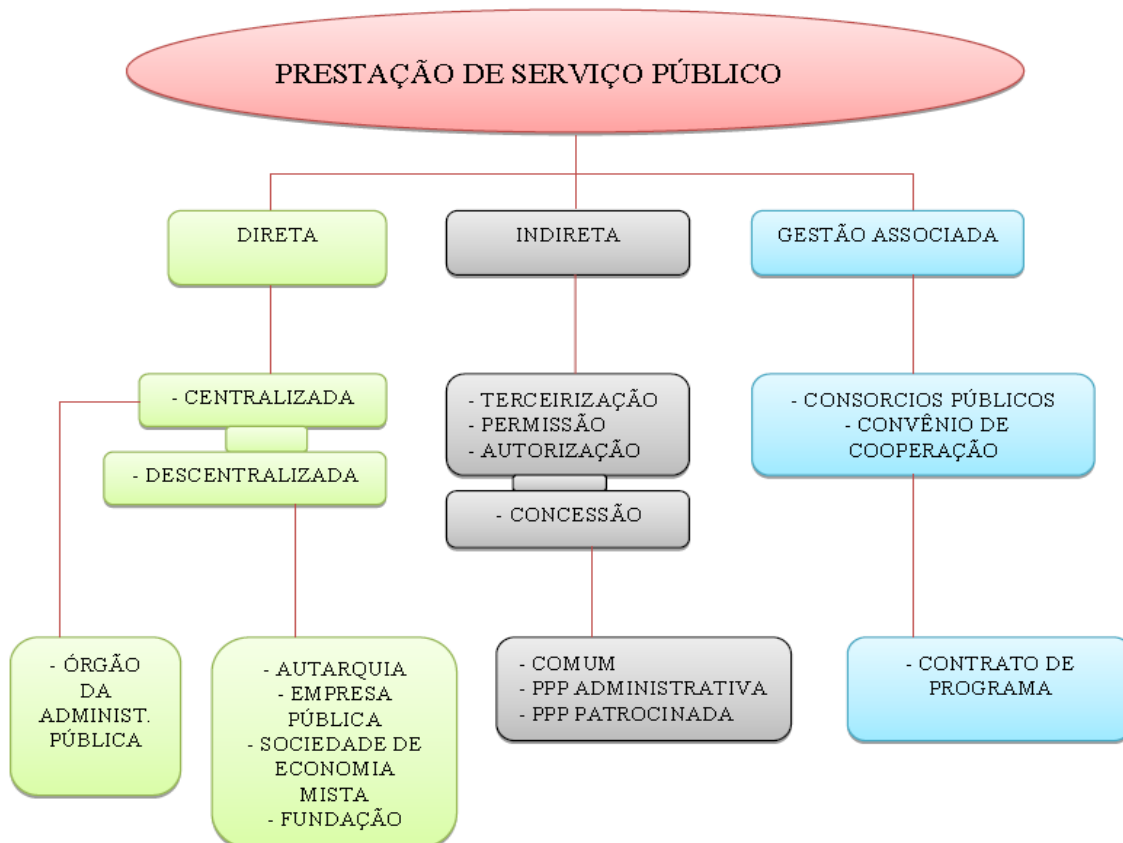 PRESTAÇÃO DE SERVIÇO PÚBLICO
DIRETA
INDIRETA
GESTÃO ASSOCIADA
- CENTRALIZADA
- DESCENTRALIZADA
- TERCEIRIZAÇÃO
- PERMISSÃO
- AUTORIZAÇÃO
- CONCESSÃO
- CONSORCIOS PÚBLICOS
- CONVÊNIO DE
COOPERAÇÃO
- ÓRGÃO
DA
ADMINIST.
PÚBLICA
- AUTARQUIA
- EMPRESA
PÚBLICA
- SOCIEDADE DE
ECONOMIA
MISTA
- FUNDAÇÃO
- COMUM
- PPP ADMINISTRATIVA
- PPP PATROCINADA
- CONTRATO DE
PROGRAMA